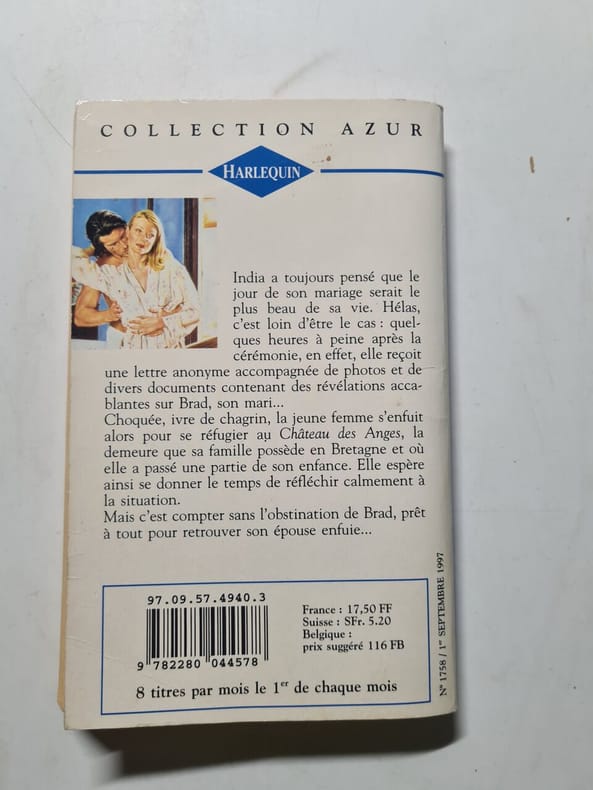 COLLECTION AZUR
HARLEQUIN
India a toujours pensé que le
jour de son mariage serait le
plus beau de sa vie. Hélas,
c'est loin d'être le cas : quel-
ques heures à peine après la
cérémonie, en effet, elle reçoit
une lettre anonyme accompagnée de photos et de
divers documents contenant des révélations acca-
blantes sur Brad, son mari...
Choquée, ivre de chagrin, la jeune femme s'enfuit
alors pour se réfugier au Château des Anges, la
demeure que sa famille possède en Bretagne et où
elle a passé une partie de son enfance. Elle espère
ainsi se donner le temps de réfléchir calmement à
la situation.
Mais c'est compter sans l'obstination de Brad, prêt
à tout pour retrouver son épouse enfuie...
97.09.57.4940.3
9 782280 044578
France : 17,50 FF
Suisse : SFr. 5.20
Belgique :
prix suggéré 116 FB
8 titres par mois le 1er de chaque mois
N° 1758 / 1er SEPTEMBRE 1997